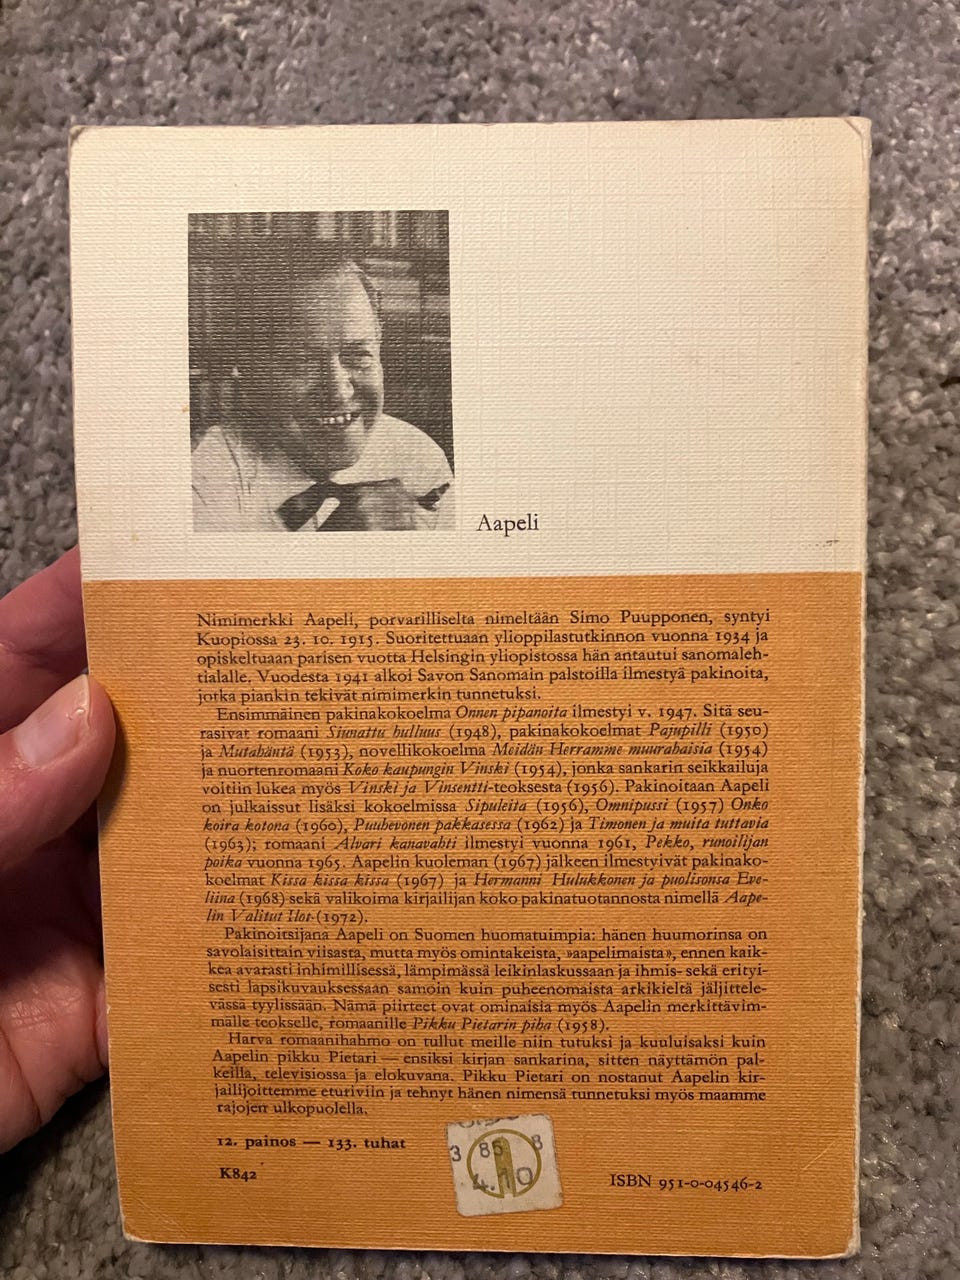 Aapeli
Nimimerkki Aapeli, porvarilliselta nimeltään Simo Puupponen, syntyi
Kuopiossa 23. 10. 1915. Suoritettuaan ylioppilastutkinnon vuonna 1934 ja
opiskeltuaan parisen vuotta Helsingin yliopistossa hän antautui sanomaleh-
tialalle. Vuodesta 1941 alkoi Savon Sanomain palstoilla ilmestyä pakinoita,
jotka piankin tekivät nimimerkin tunnetuksi.
Ensimmäinen pakinakokoelma Onnen pipanoita ilmestyi v. 1947. Sitä seu-
rasivat romaani Siunattu hulluus (1948), pakinakokoelmat Pajupilli (1950)
ja Mutahäntä (1953), novellikokoelma Meidän Herramme muurahaisia (1954)
ja nuortenromaani Koko kaupungin Vinski (1954), jonka sankarin seikkailuja
voitiin lukea myös Vinski ja Vinsentti-teoksesta (1956). Pakinoitaan Aapeli
on julkaissut lisäksi kokoelmissa Sipuleita (1956), Omnipussi (1957) Onko
koira kotona (1960), Puuhevonen pakkasessa (1962) ja Timonen ja muita tuttavia
(1963); romaani Alvari kanavahti ilmestyi vuonna 1961, Pekko, runoilijan
poika vuonna 1965. Aapelin kuoleman (1967) jälkeen ilmestyivät pakinako-
koelmat Kissa kissa kissa (1967) ja Hermanni Hulukkonen ja puolisonsa Eve-
liina (1968) sekä valikoima kirjailijan koko pakinatuotannosta nimellä Aape-
lin Valitut Ilot (1972).
Pakinoitsijana Aapeli on Suomen huomatuimpia: hänen huumorinsa on
savolaisittain viisasta, mutta myös omintakeista, »aapelimaista», ennen kaik-
kea avarasti inhimillisessä, lämpimässä leikinlaskussaan ja ihmis- sekä erityi-
sesti lapsikuvauksessaan samoin kuin puheenomaista arkikieltä jäljittele-
vässä tyylissään. Nämä piirteet ovat ominaisia myös Aapelin merkittävim-
mälle teokselle, romaanille Pikku Pietarin piha (1958).
Harva romaanihahmo on tullut meille niin tutuksi ja kuuluisaksi kuin
Aapelin pikku Pietari — ensiksi kirjan sankarina, sitten näyttämön pal-
keilla, televisiossa ja elokuvana. Pikku Pietari on nostanut Aapelin kir-
jailijoittemme eturiviin ja tehnyt hänen nimensä tunnetuksi myös maamme
rajojen ulkopuolella.
12. painos — 133. tuhat
3 85 8
4.10
K842
ISBN 951-0-04546-2